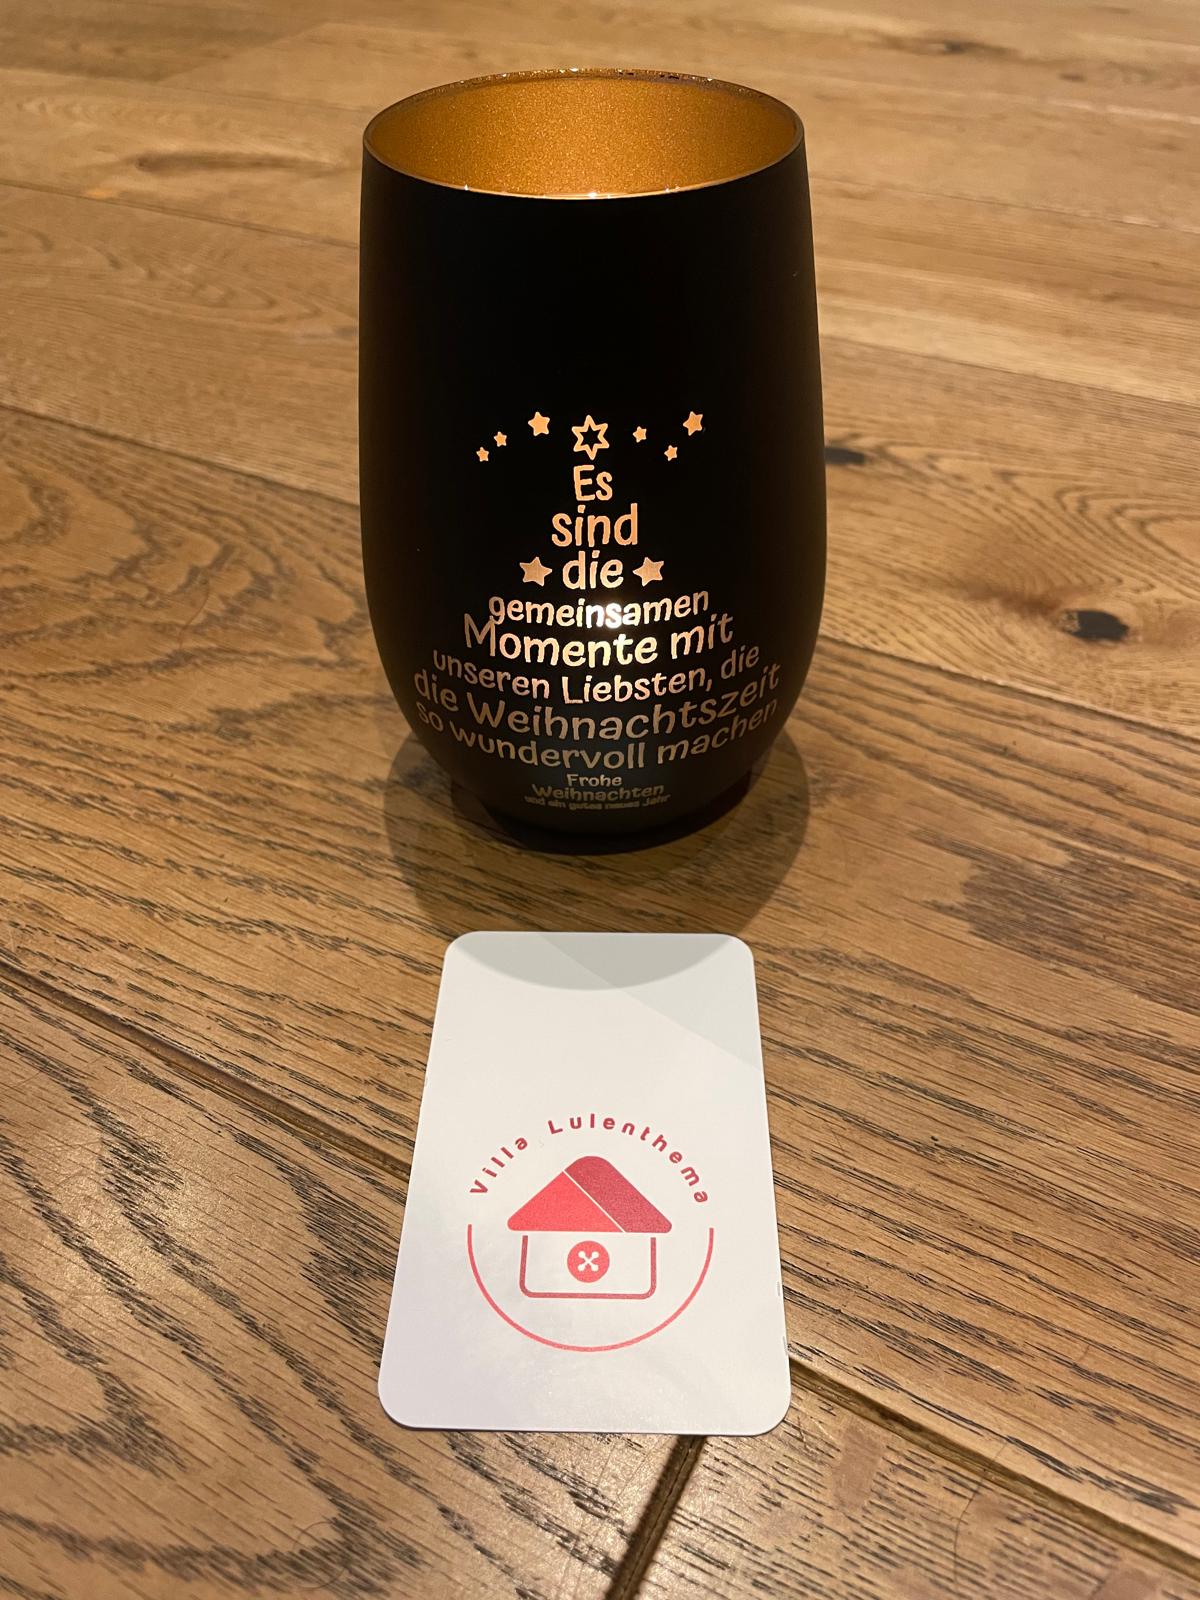 Es
sind
die
gemeinsamen
Momente mit
unseren Liebsten, die
die Weihnachtszeit
so wundervoll machen
Frohe
Weihnachten
und ein gutes neues Jahr
Villa Lulenthema